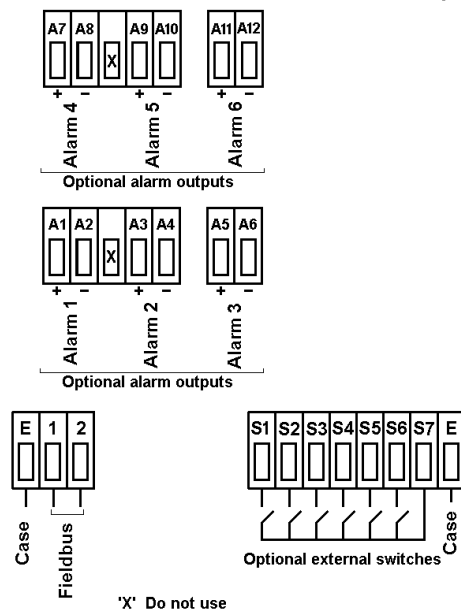 A7 A8 X A9 A10 A11 A12
+ − + − + −
Alarm 4 Alarm 5 Alarm 6
Optional alarm outputs
A1 A2 X A3 A4 A5 A6
+ − + − + −
Alarm 1 Alarm 2 Alarm 3
Optional alarm outputs
E 1 2
Case Fieldbus
S1 S2 S3 S4 S5 S6 S7 E
Optional external switches Case
'X' Do not use